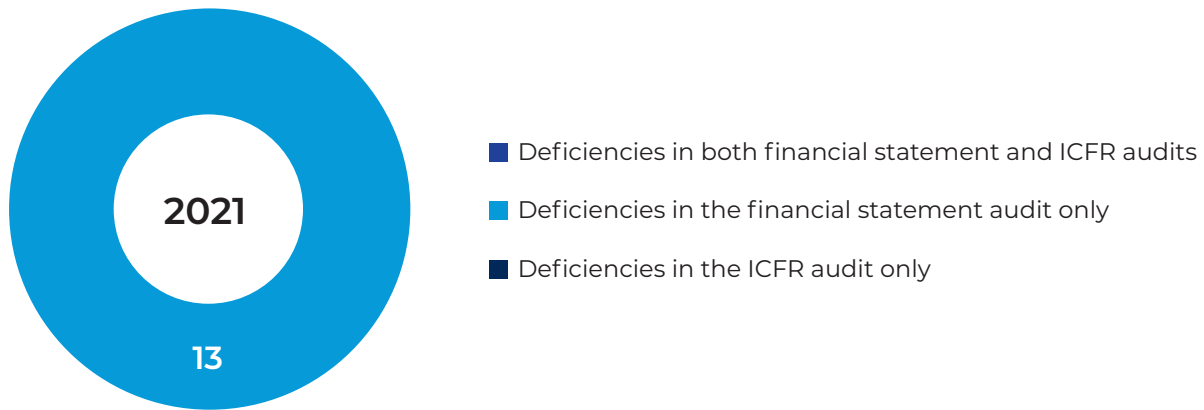 2021
13
Deficiencies in both financial statement and ICFR audits
Deficiencies in the financial statement audit only
Deficiencies in the ICFR audit only